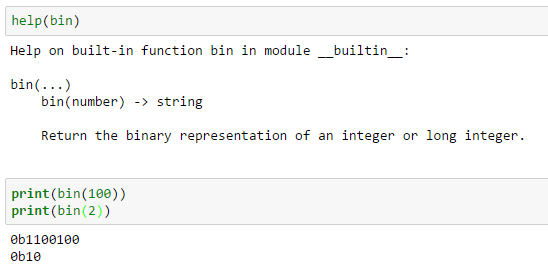 help(bin)
Help on built-in function bin in module __builtin__:
bin(...)
    bin(number) -> string
    Return the binary representation of an integer or long integer.
print(bin(100))
print(bin(2))
0b1100100
0b10